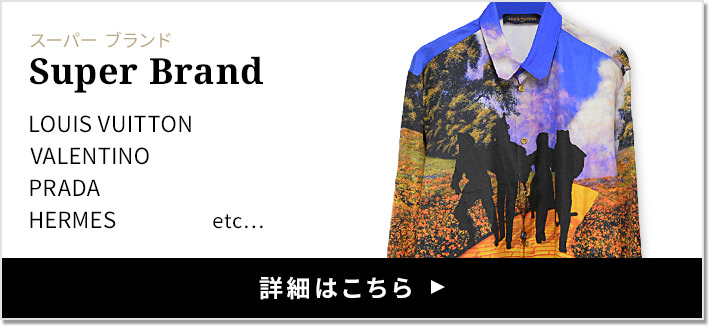 スーパー ブランド
Super Brand
LOUIS VUITTON
VALENTINO
PRADA
HERMES etc...
詳細はこちら ▶